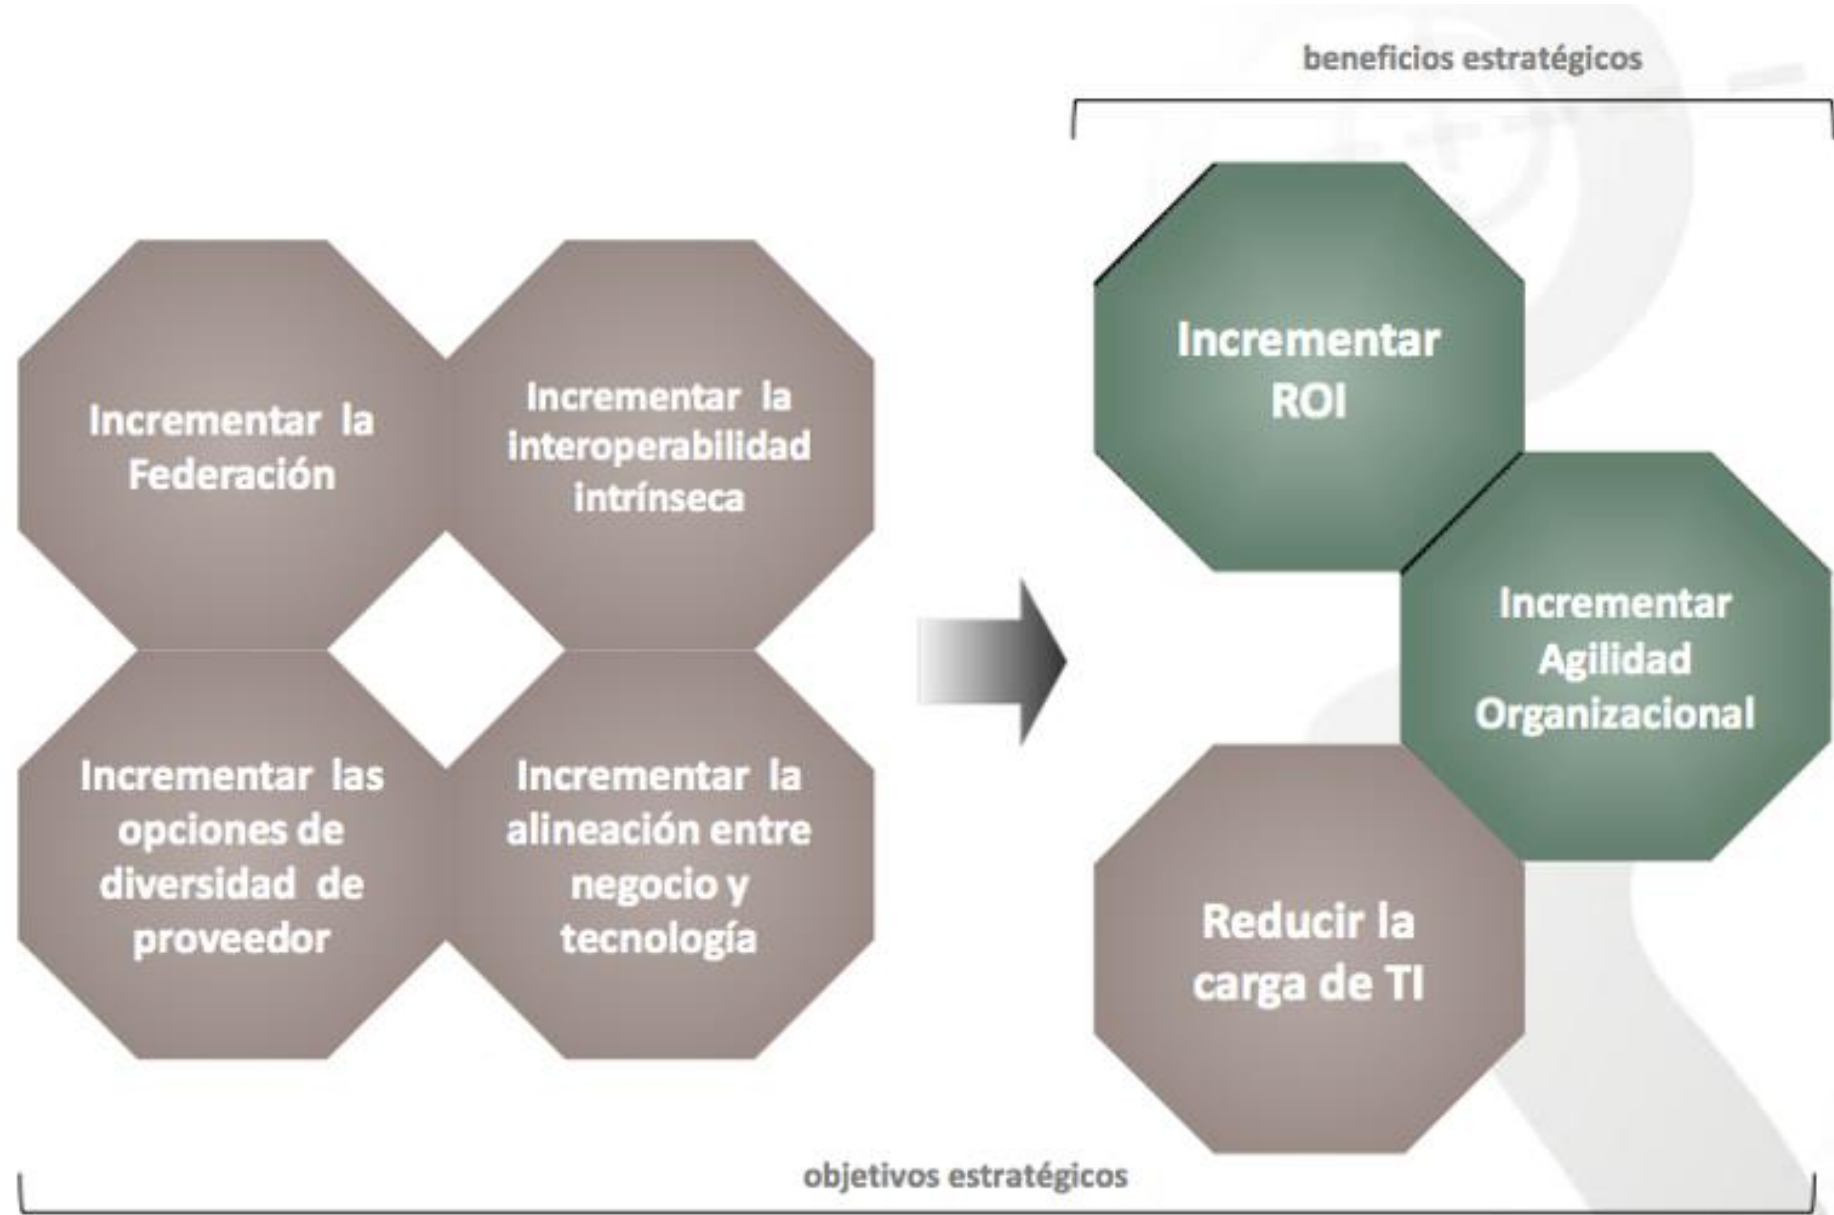 beneficios estratégicos
Incrementar la
Federación
Incrementar la
interoperabilidad
intrínseca
Incrementar las
opciones de
diversidad de
proveedor
Incrementar la
alineación entre
negocio y
tecnología
Incrementar
ROI
Incrementar
Agilidad
Organizacional
Reducir la
carga de TI
objetivos estratégicos